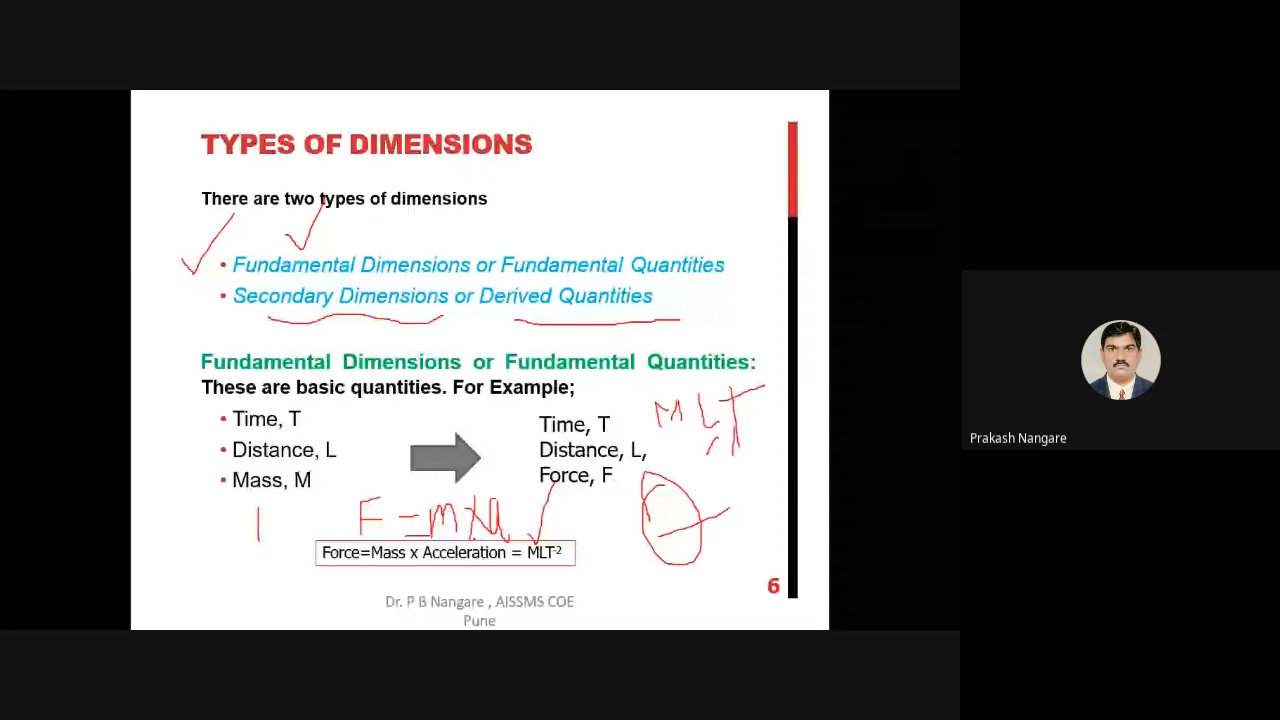 TYPES OF DIMENSIONS
There are two types of dimensions
• Fundamental Dimensions or Fundamental Quantities
• Secondary Dimensions or Derived Quantities
Fundamental Dimensions or Fundamental Quantities:
These are basic quantities. For Example;
• Time, T
• Distance, L
• Mass, M
Time, T
Distance, L,
Force, F
MLT
F = m x a
θ
Force=Mass x Acceleration = MLT-2
6
Dr. P B Nangare , AISSMS COE
Pune
Prakash Nangare